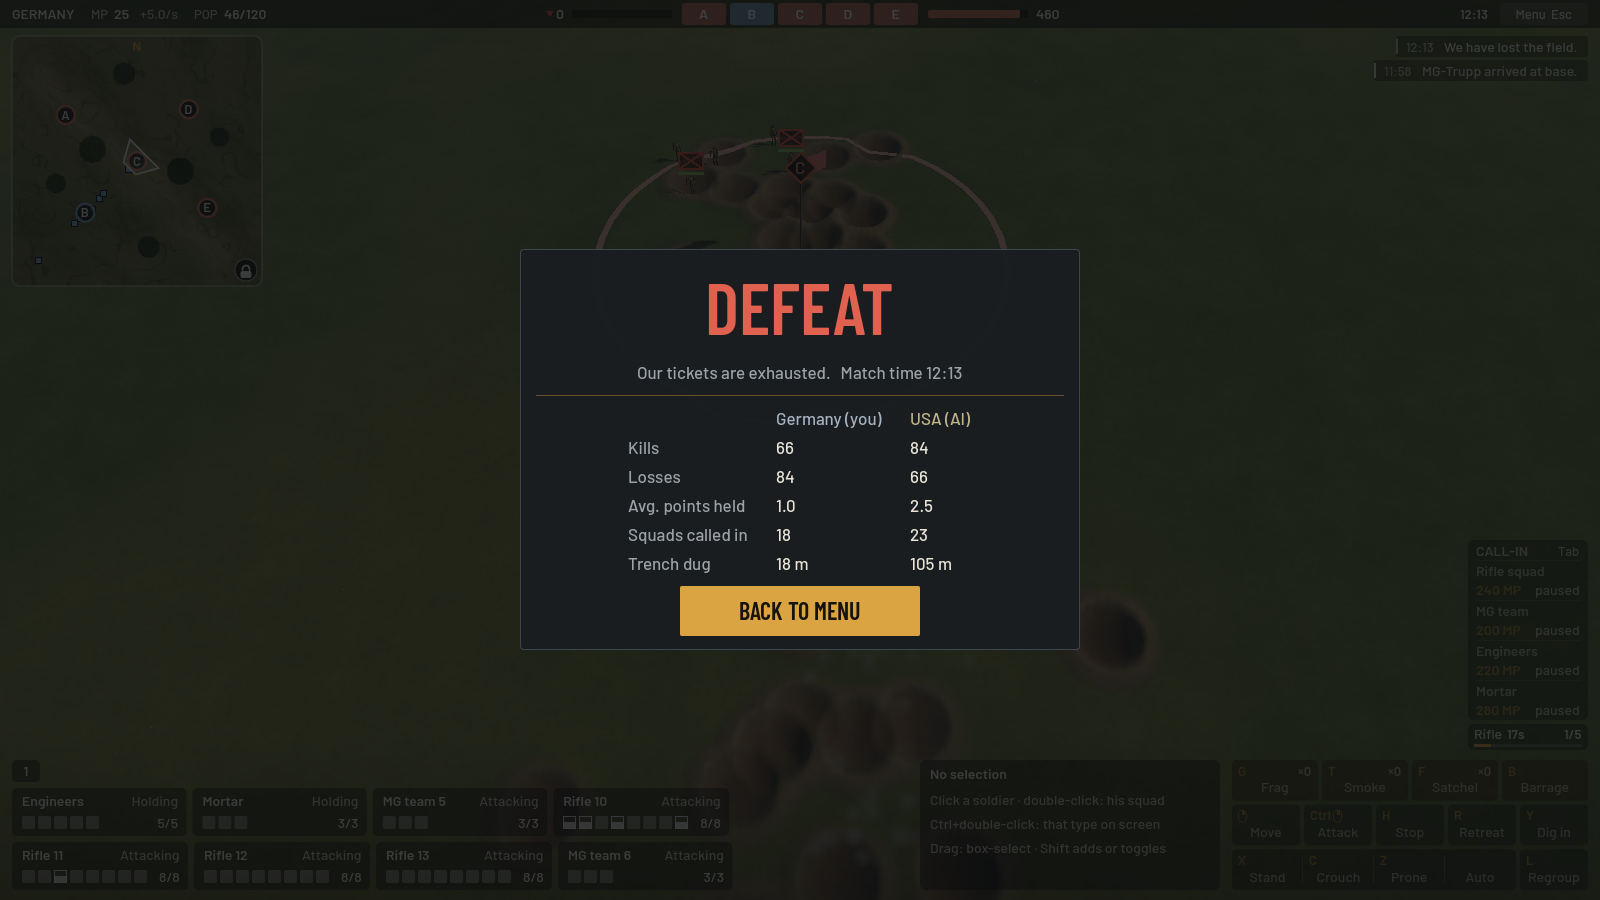 GERMANY MP 25 +5.0/s POP 46/120
0 A B C D E 460
12:13 Menu Esc
12:13 We have lost the field.
11:58 MG-Trupp arrived at base.
N
A
D
C
B
E
C
DEFEAT
Our tickets are exhausted. Match time 12:13
Germany (you) USA (AI)
Kills 66 84
Losses 84 66
Avg. points held 1.0 2.5
Squads called in 18 23
Trench dug 18 m 105 m
BACK TO MENU
CALL-IN Tab
Rifle squad
240 MP paused
MG team
200 MP paused
Engineers
220 MP paused
Mortar
280 MP paused
Rifle 17s 1/5
1
Engineers Holding
5/5
Mortar Holding
3/3
MG team 5 Attacking
3/3
Rifle 10 Attacking
8/8
Rifle 11 Attacking
8/8
Rifle 12 Attacking
8/8
Rifle 13 Attacking
8/8
MG team 6 Attacking
3/3
No selection
Click a soldier · double-click: his squad
Ctrl+double-click: that type on screen
Drag: box-select · Shift adds or toggles
G ×0 T ×0 F ×0 B
Frag Smoke Satchel Barrage
Ctrl H R Y
Move Attack Stop Retreat Dig in
X C Z L
Stand Crouch Prone Auto Regroup